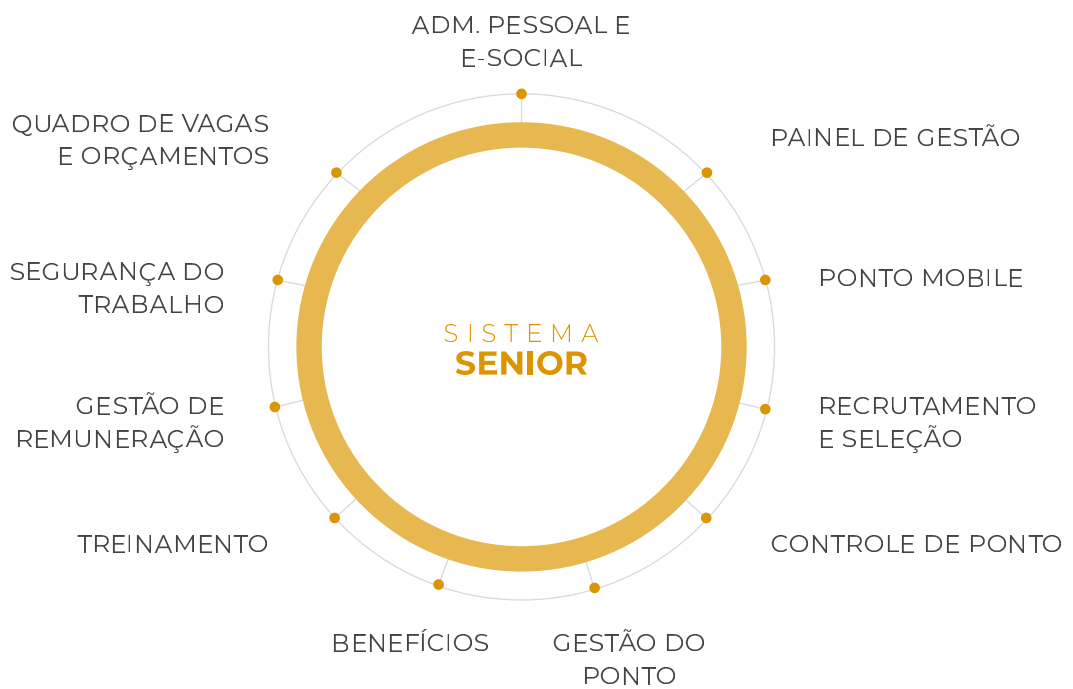 ADM. PESSOAL E
E-SOCIAL
QUADRO DE VAGAS
E ORÇAMENTOS
PAINEL DE GESTÃO
SEGURANÇA DO
TRABALHO
PONTO MOBILE
SISTEMA
SENIOR
GESTÃO DE
REMUNERAÇÃO
RECRUTAMENTO
E SELEÇÃO
TREINAMENTO
CONTROLE DE PONTO
BENEFÍCIOS
GESTÃO DO
PONTO